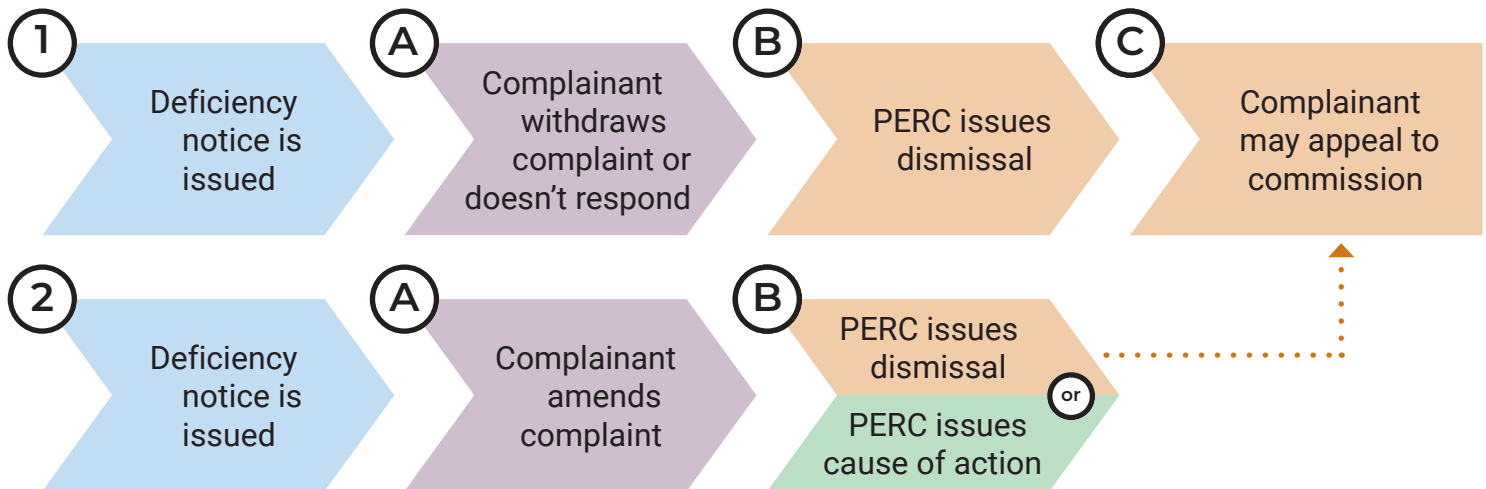 1
Deficiency
notice is
issued
A
Complainant
withdraws
complaint or
doesn’t respond
B
PERC issues
dismissal
C
Complainant
may appeal to
commission
2
Deficiency
notice is
issued
A
Complainant
amends
complaint
B
PERC issues
dismissal
or
PERC issues
cause of action